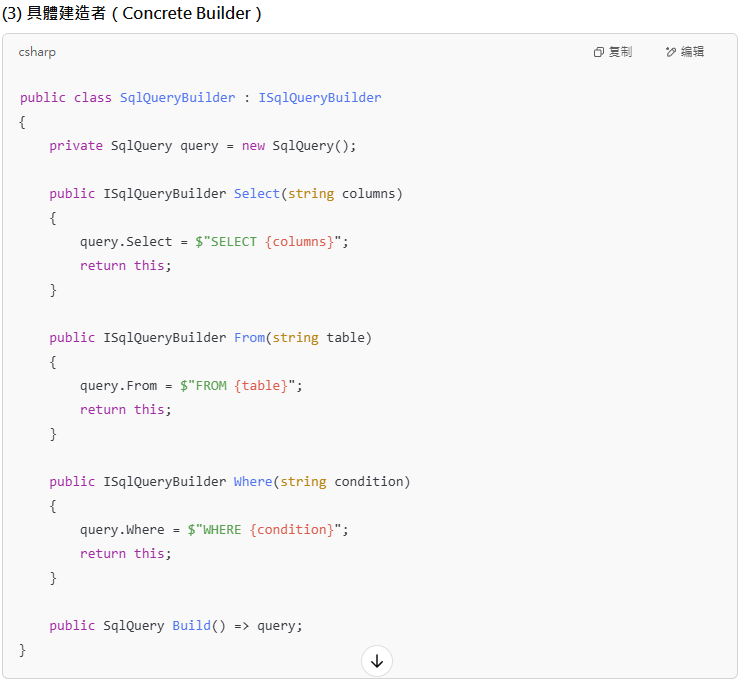 (3) 具體建造者（Concrete Builder）
csharp
复制
编辑
public class SqlQueryBuilder : ISqlQueryBuilder
{
    private SqlQuery query = new SqlQuery();
    public ISqlQueryBuilder Select(string columns)
    {
        query.Select = $"SELECT {columns}";
        return this;
    }
    public ISqlQueryBuilder From(string table)
    {
        query.From = $"FROM {table}";
        return this;
    }
    public ISqlQueryBuilder Where(string condition)
    {
        query.Where = $"WHERE {condition}";
        return this;
    }
    public SqlQuery Build() => query;
}